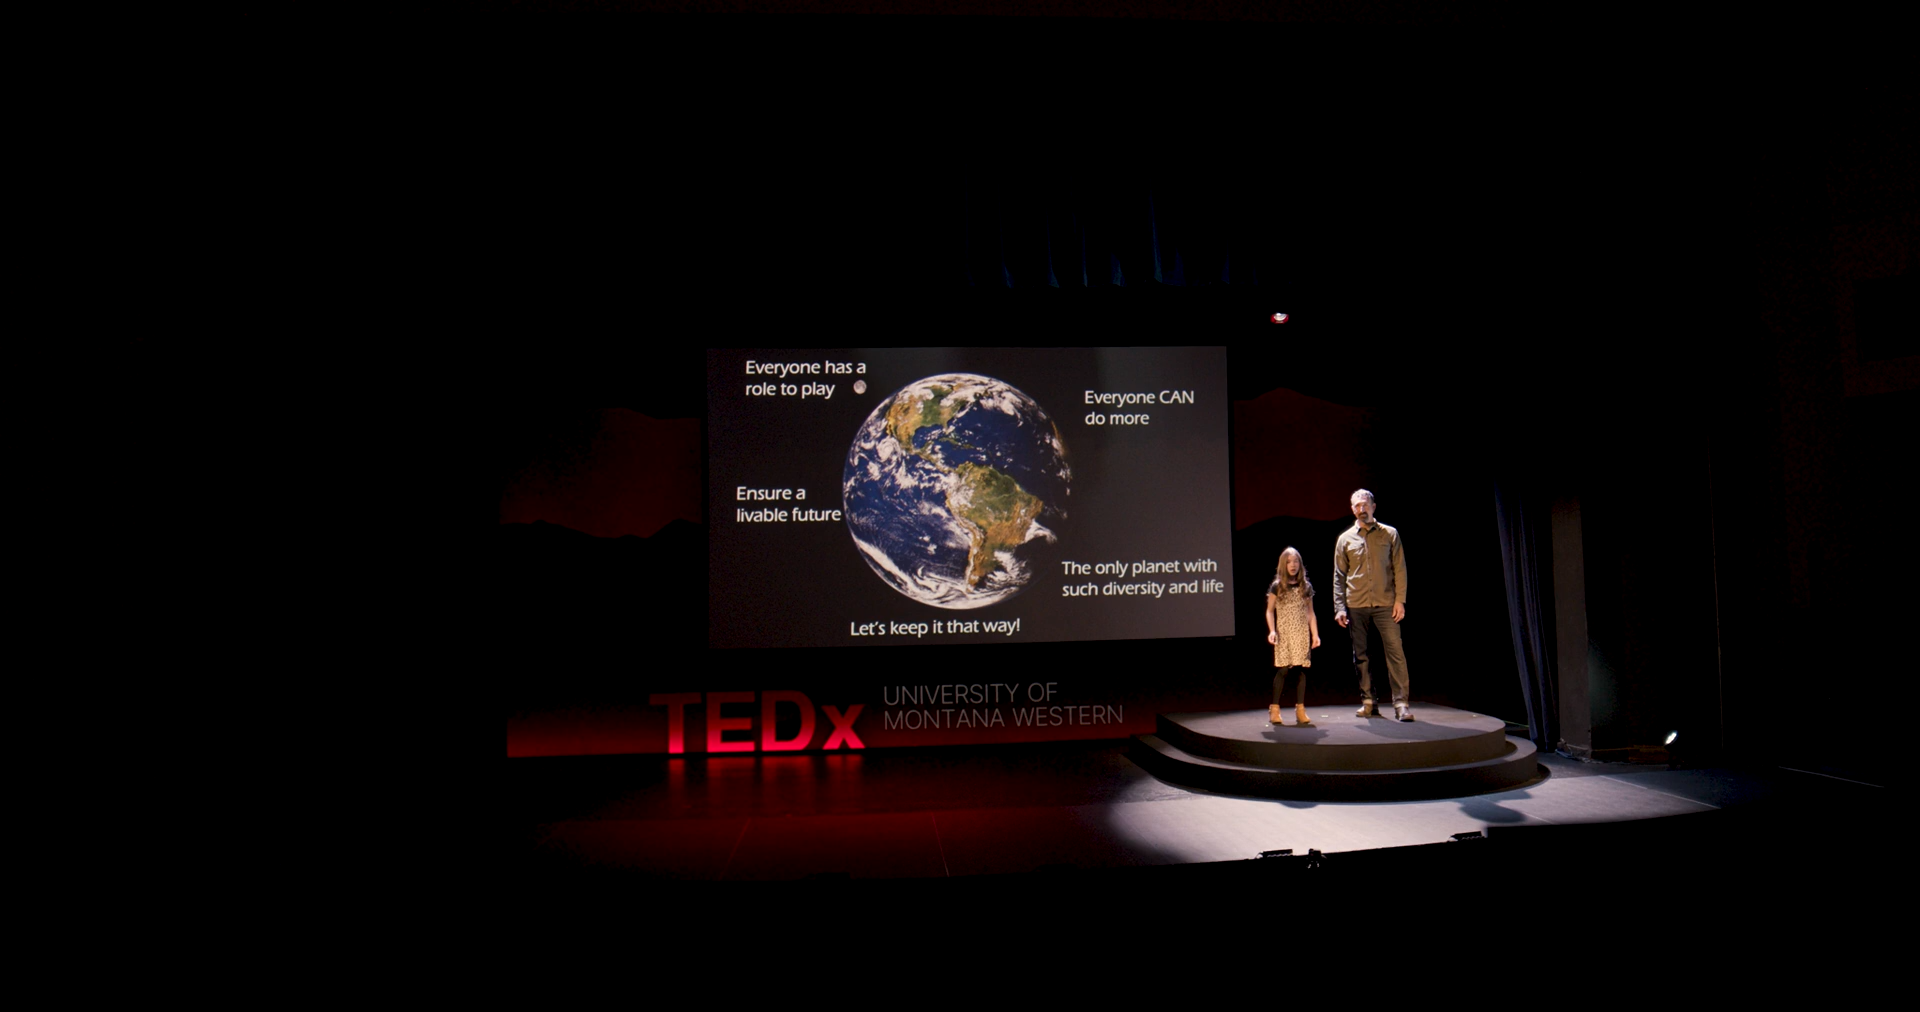 Everyone has a
role to play
Everyone CAN
do more
Ensure a
livable future
The only planet with
such diversity and life
Let's keep it that way!
TEDx
UNIVERSITY OF
MONTANA WESTERN